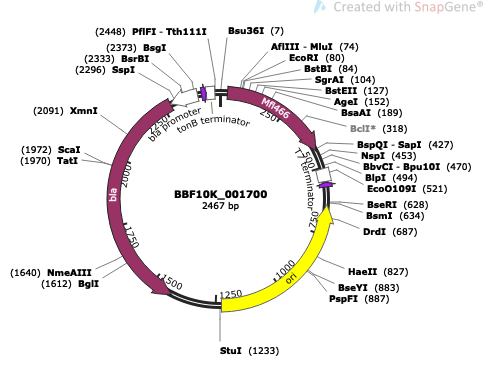 Created with SnapGene®
(2448) PflFI - Tth111I
Bsu36I (7)
(2373) BsgI
(2333) BsrBI
(2296) SspI
(2091) XmnI
(1972) ScaI
(1970) TatI
(1640) NmeAIII
(1612) BglI
AflIII - MluI (74)
EcoRI (80)
BstBI (84)
SgrAI (104)
BstEII (127)
AgeI (152)
BsaAI (189)
BclI* (318)
BspQI - SapI (427)
NspI (453)
BbvCI - Bpu10I (470)
BlpI (494)
EcoO109I (521)
BseRI (628)
BsmI (634)
DrdI (687)
HaeII (827)
BseYI (883)
PspFI (887)
StuI (1233)
bla promoter
tonB terminator
Mfl466
T7 terminator
ori
bla
250
500
750
1000
1250
1500
1750
2000
2250
BBF10K_001700
2467 bp